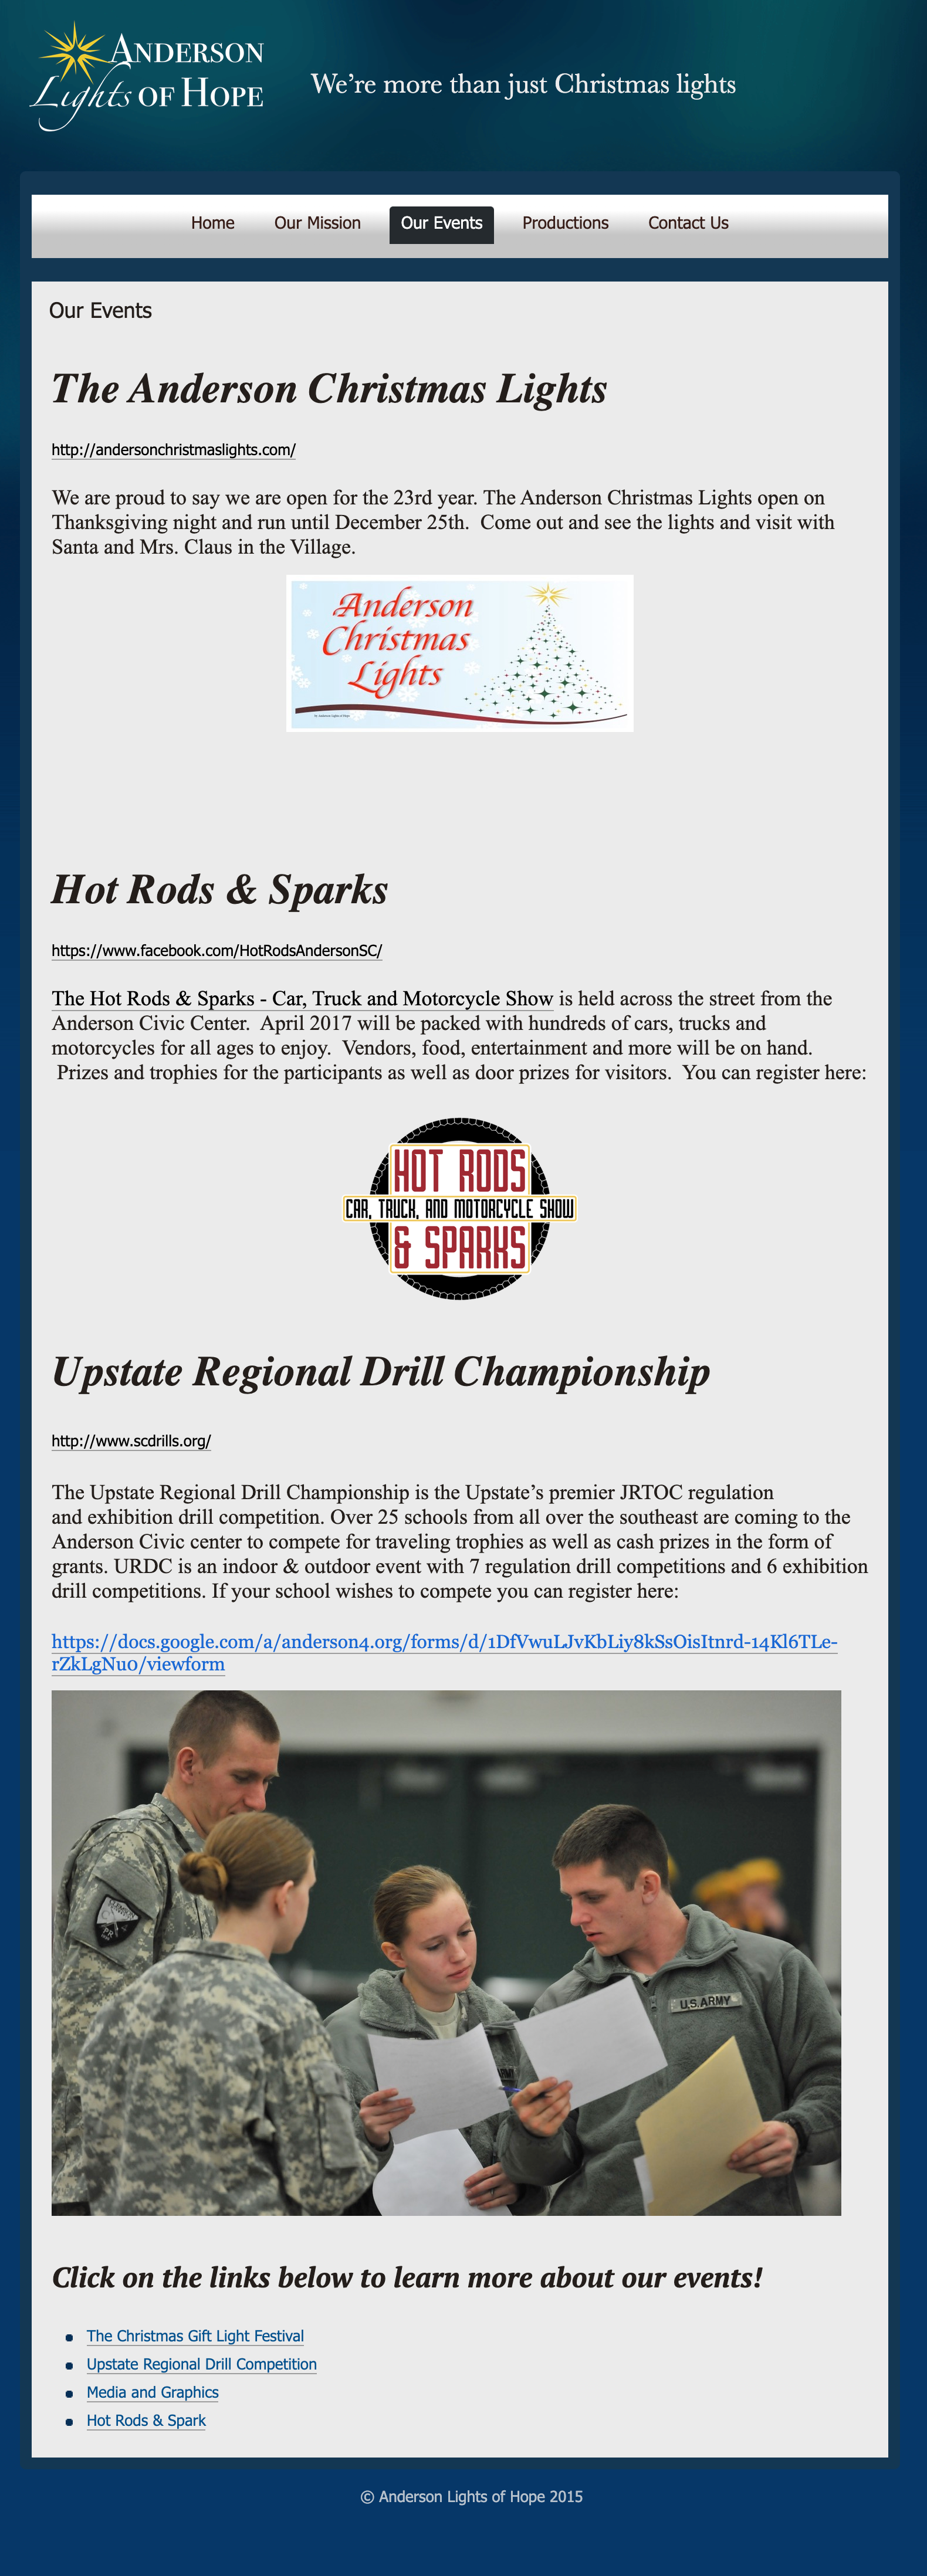 ANDERSON
Lights OF HOPE
We’re more than just Christmas lights
Home Our Mission Our Events Productions Contact Us
Our Events
The Anderson Christmas Lights
http://andersonchristmaslights.com/
We are proud to say we are open for the 23rd year. The Anderson Christmas Lights open on
Thanksgiving night and run until December 25th.  Come out and see the lights and visit with
Santa and Mrs. Claus in the Village.
Anderson
Christmas
Lights
by Anderson Lights of Hope
Hot Rods & Sparks
https://www.facebook.com/HotRodsAndersonSC/
The Hot Rods & Sparks - Car, Truck and Motorcycle Show is held across the street from the
Anderson Civic Center.  April 2017 will be packed with hundreds of cars, trucks and
motorcycles for all ages to enjoy.  Vendors, food, entertainment and more will be on hand.
Prizes and trophies for the participants as well as door prizes for visitors.  You can register here:
HOT RODS
CAR, TRUCK, AND MOTORCYCLE SHOW
& SPARKS
Upstate Regional Drill Championship
http://www.scdrills.org/
The Upstate Regional Drill Championship is the Upstate’s premier JRTOC regulation
and exhibition drill competition. Over 25 schools from all over the southeast are coming to the
Anderson Civic center to compete for traveling trophies as well as cash prizes in the form of
grants. URDC is an indoor & outdoor event with 7 regulation drill competitions and 6 exhibition
drill competitions. If your school wishes to compete you can register here:
https://docs.google.com/a/anderson4.org/forms/d/1DfVwuLJvKbLiy8kSsOisItnrd-14Kl6TLe-
rZkLgNu0/viewform
U.S. ARMY
Click on the links below to learn more about our events!
The Christmas Gift Light Festival
Upstate Regional Drill Competition
Media and Graphics
Hot Rods & Spark
© Anderson Lights of Hope 2015